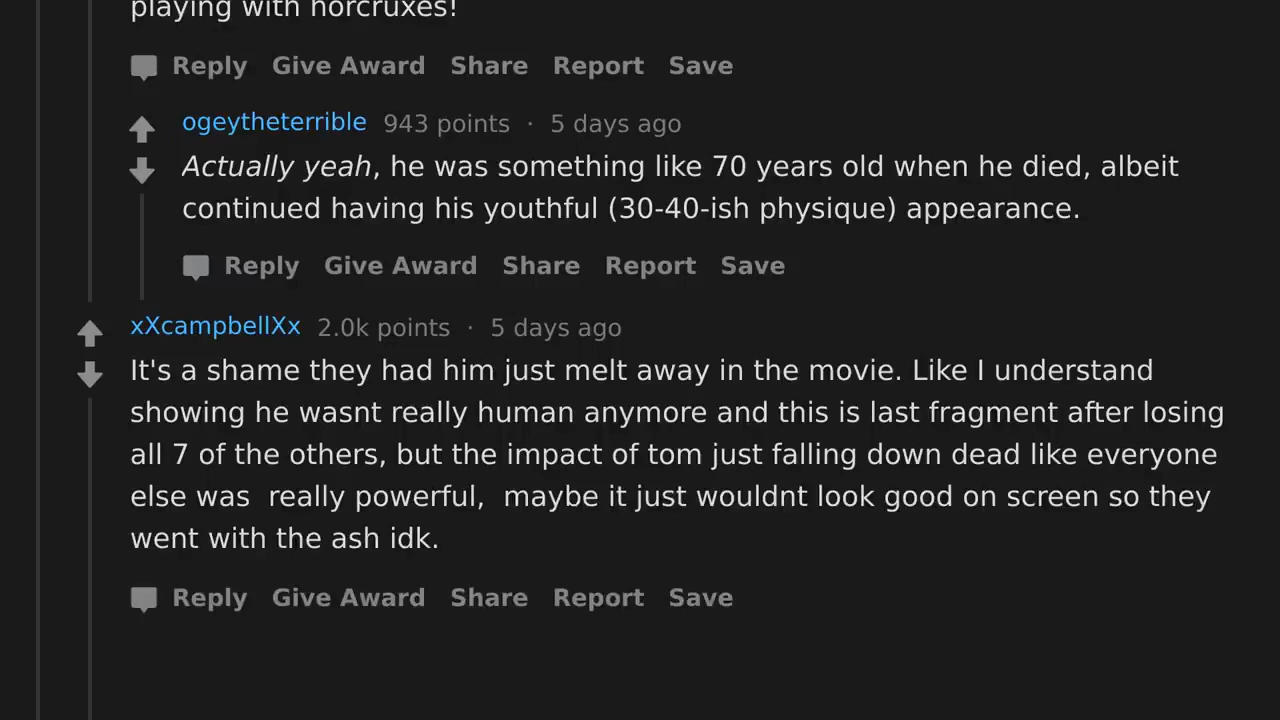 playing with horcruxes!
Reply Give Award Share Report Save
ogeytheterrible 943 points · 5 days ago
Actually yeah, he was something like 70 years old when he died, albeit
continued having his youthful (30-40-ish physique) appearance.
Reply Give Award Share Report Save
xXcampbellXx 2.0k points · 5 days ago
It's a shame they had him just melt away in the movie. Like I understand
showing he wasnt really human anymore and this is last fragment after losing
all 7 of the others, but the impact of tom just falling down dead like everyone
else was  really powerful,  maybe it just wouldnt look good on screen so they
went with the ash idk.
Reply Give Award Share Report Save